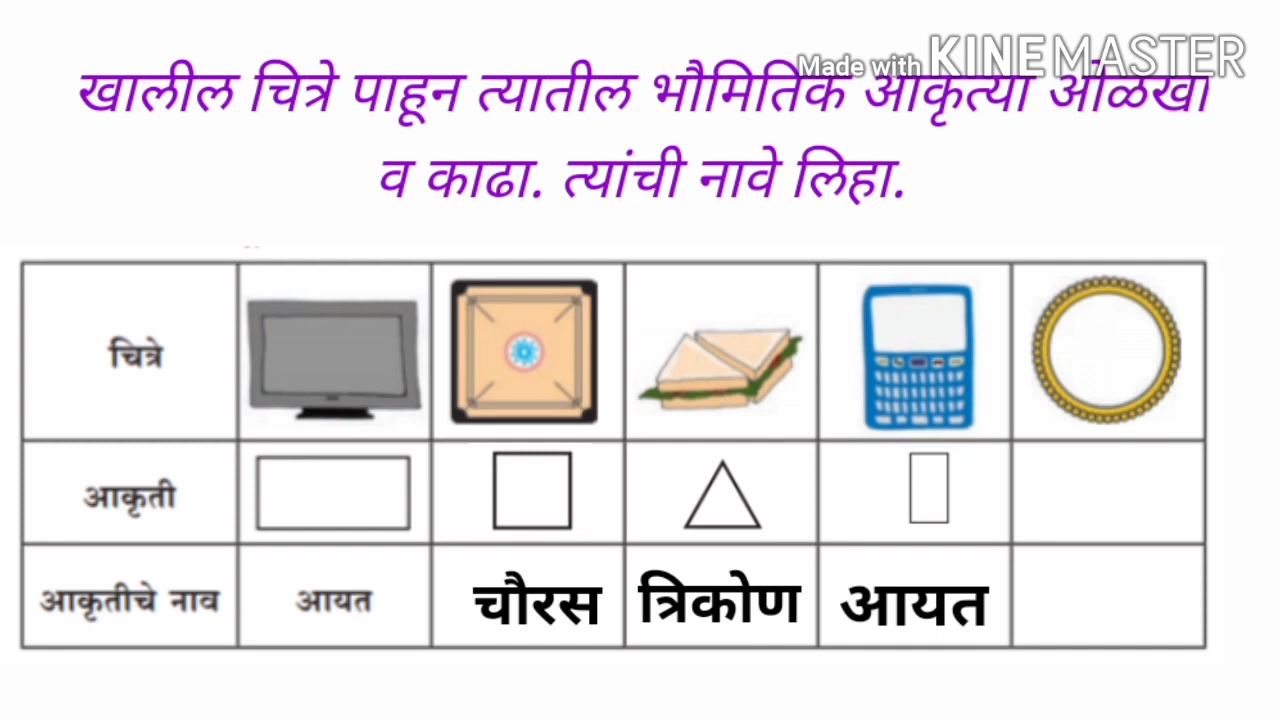 Made with KINEMASTER
खालील चित्रे पाहून त्यातील भौमितिक आकृत्या ओळखा
व काढा. त्यांची नावे लिहा.
चित्रे
आकृती
आकृतीचे नाव आयत चौरस त्रिकोण आयत